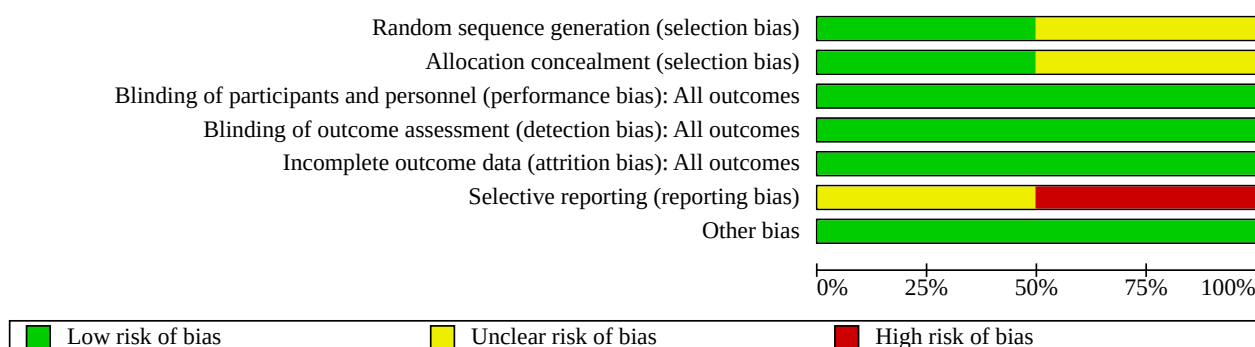 Random sequence generation (selection bias)
Allocation concealment (selection bias)
Blinding of participants and personnel (performance bias): All outcomes
Blinding of outcome assessment (detection bias): All outcomes
Incomplete outcome data (attrition bias): All outcomes
Selective reporting (reporting bias)
Other bias
0% 25% 50% 75% 100%
Low risk of bias Unclear risk of bias High risk of bias